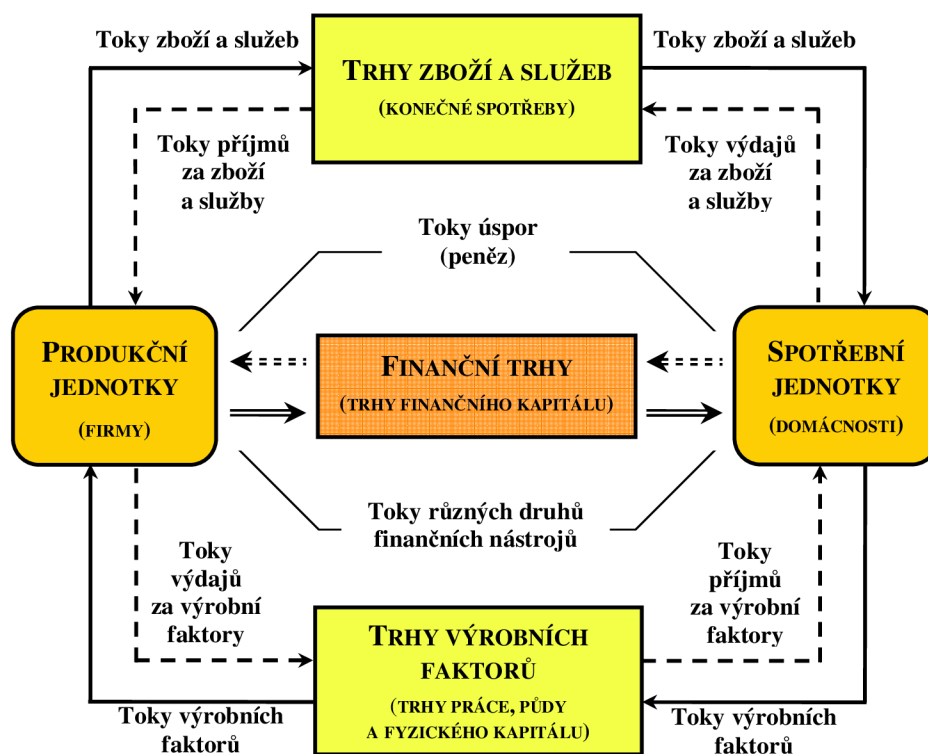 Toky zboží a služeb
TRHY ZBOŽÍ A SLUŽEB
(KONEČNÉ SPOTŘEBY)
Toky zboží a služeb
Toky příjmů
za zboží
a služby
Toky výdajů
za zboží
a služby
Toky úspor
(peněz)
PRODUKČNÍ
JEDNOTKY
(FIRMY)
FINANČNÍ TRHY
(TRHY FINANČNÍHO KAPITÁLU)
SPOTŘEBNÍ
JEDNOTKY
(DOMÁCNOSTI)
Toky různých druhů
finančních nástrojů
Toky
výdajů
za výrobní
faktory
Toky
příjmů
za výrobní
faktory
TRHY VÝROBNÍCH
FAKTORŮ
(TRHY PRÁCE, PŮDY
A FYZICKÉHO KAPITÁLU)
Toky výrobních
faktorů
Toky výrobních
faktorů